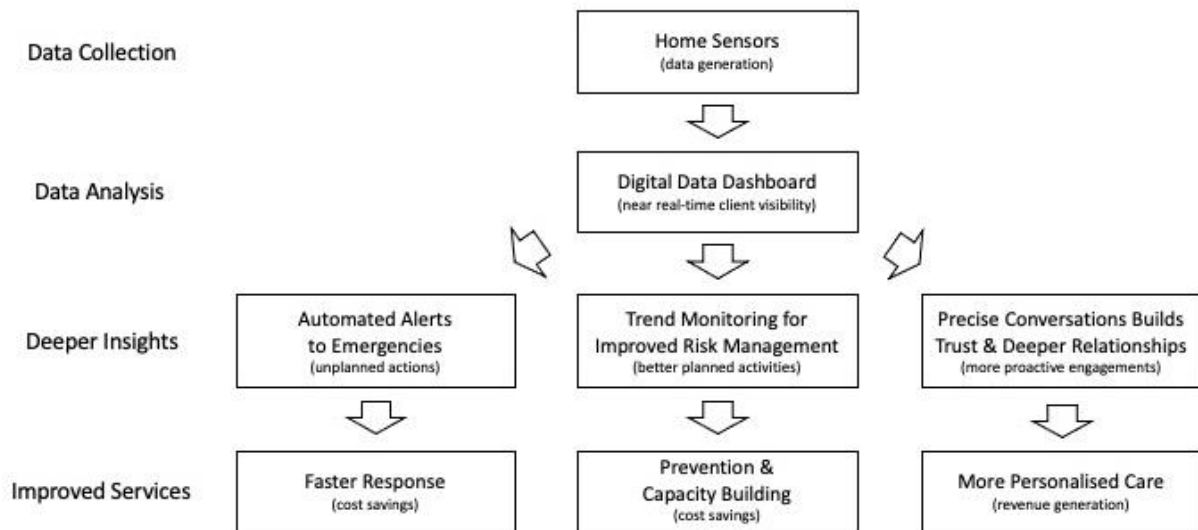 Data Collection
Home Sensors
(data generation)
Data Analysis
Digital Data Dashboard
(near real-time client visibility)
Deeper Insights
Automated Alerts
to Emergencies
(unplanned actions)
Trend Monitoring for
Improved Risk Management
(better planned activities)
Precise Conversations Builds
Trust & Deeper Relationships
(more proactive engagements)
Improved Services
Faster Response
(cost savings)
Prevention &
Capacity Building
(cost savings)
More Personalised Care
(revenue generation)